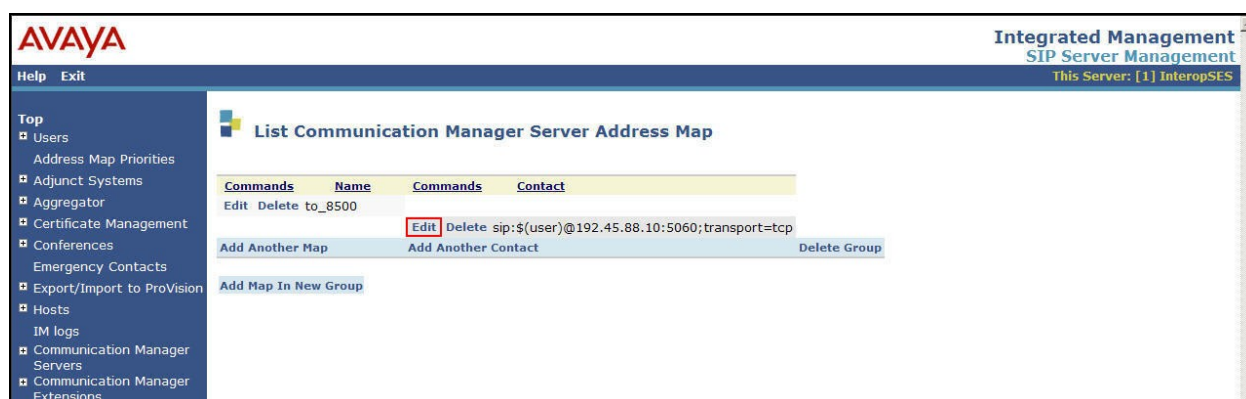 AVAYA
Integrated Management
SIP Server Management
Help Exit
This Server: [1] InteropSES
Top
Users
Address Map Priorities
Adjunct Systems
Aggregator
Certificate Management
Conferences
Emergency Contacts
Export/Import to ProVision
Hosts
IM logs
Communication Manager
Servers
Communication Manager
Extensions
List Communication Manager Server Address Map
Commands Name Commands Contact
Edit Delete to_8500
Edit Delete sip:$(user)@192.45.88.10:5060;transport=tcp
Add Another Map Add Another Contact Delete Group
Add Map In New Group